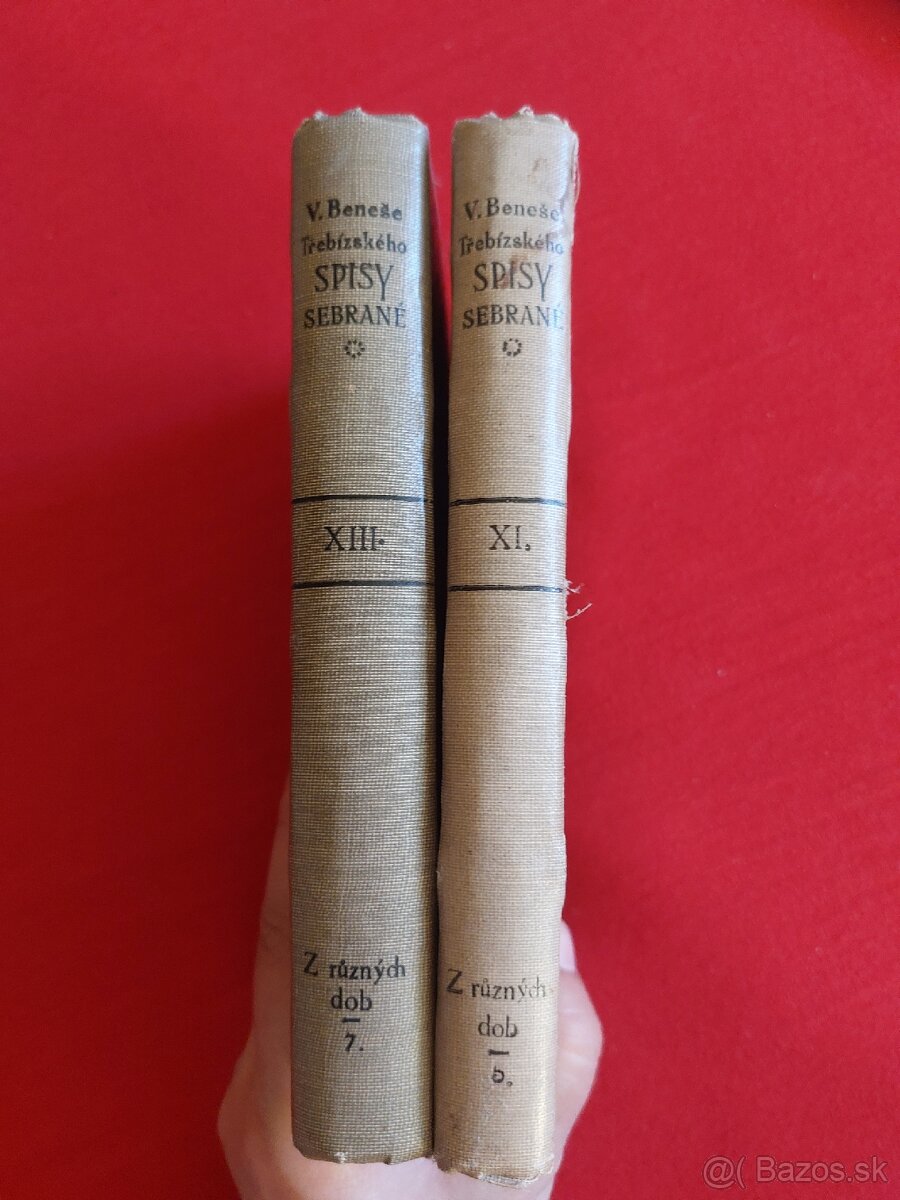 V. Beneše
Třebízského
SPISY
SEBRANÉ
XIII.
Z různých
dob
7.
V. Beneše
Třebízského
SPISY
SEBRANÉ
XI.
Z různých
dob
5.
@( Bazos.sk